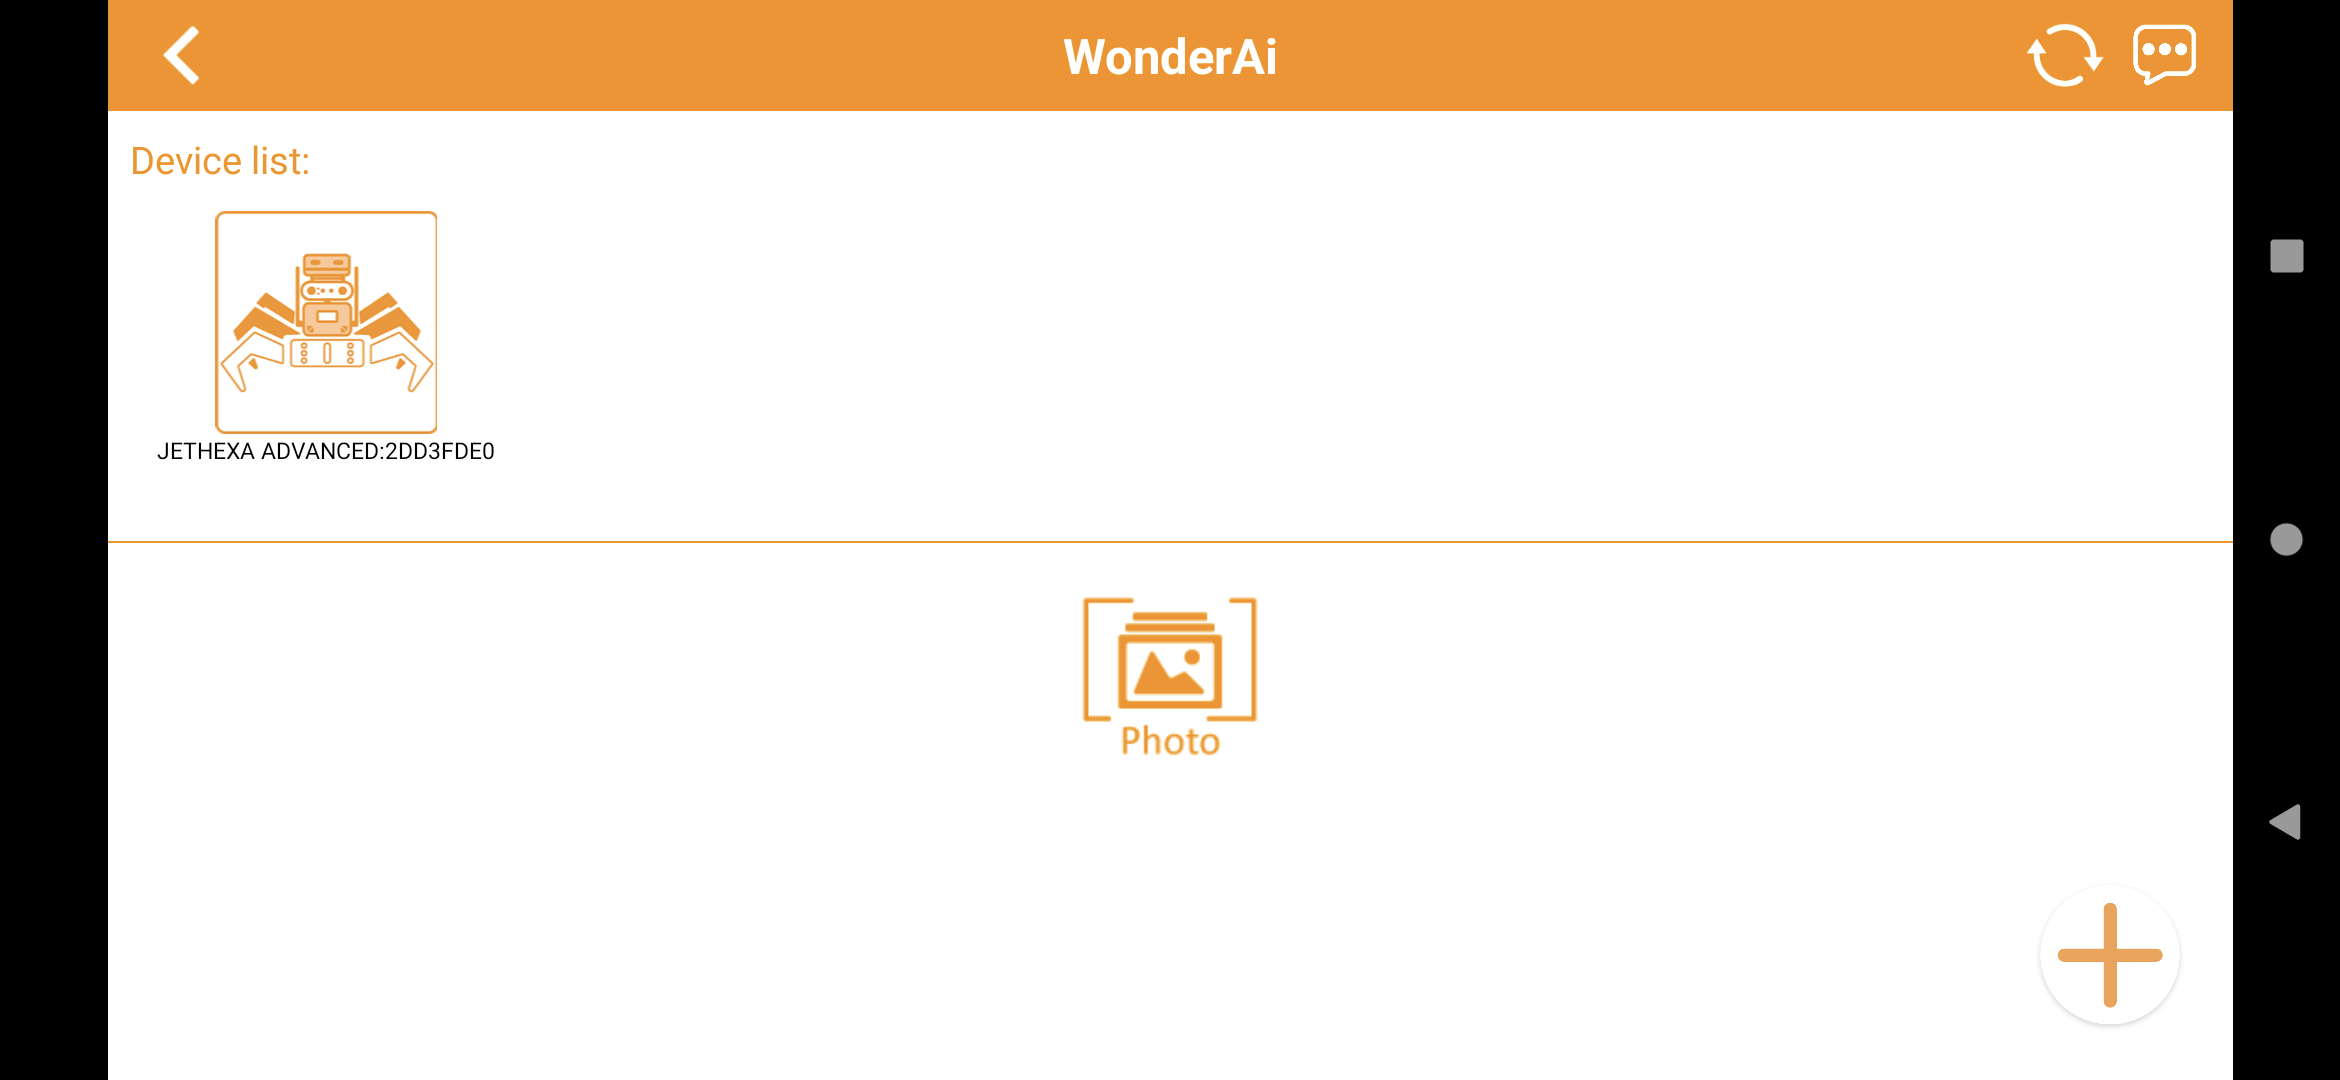 WonderAi
Device list:
JETHEXA ADVANCED:2DD3FDE0
Photo